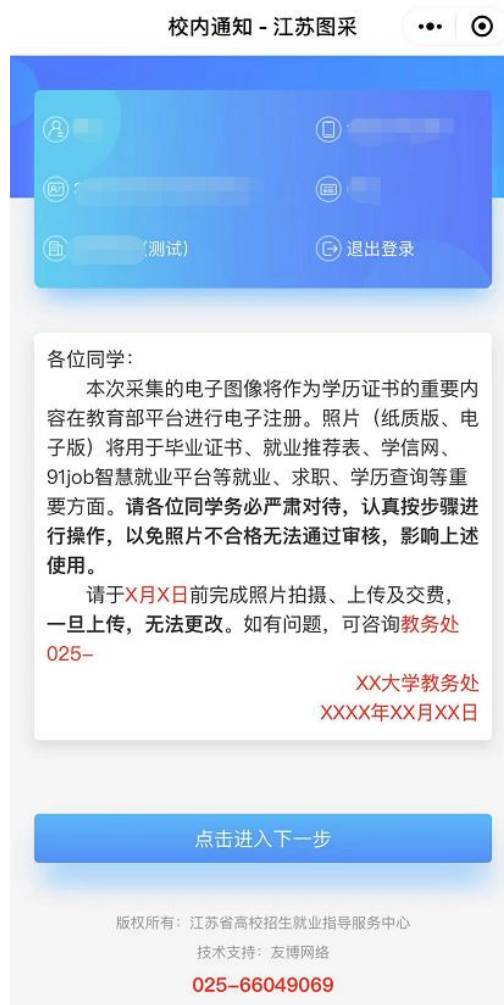 校内通知 - 江苏图采
(测试)
退出登录
各位同学：
本次采集的电子图像将作为学历证书的重要内
容在教育部平台进行电子注册。照片（纸质版、电
子版）将用于毕业证书、就业推荐表、学信网、
91job智慧就业平台等就业、求职、学历查询等重
要方面。请各位同学务必严肃对待，认真按步骤进
行操作，以免照片不合格无法通过审核，影响上述
使用。
请于X月X日前完成照片拍摄、上传及交费，
一旦上传，无法更改。如有问题，可咨询教务处
025–
XX大学教务处
XXXX年XX月XX日
点击进入下一步
版权所有：江苏省高校招生就业指导服务中心
技术支持：友博网络
025–66049069